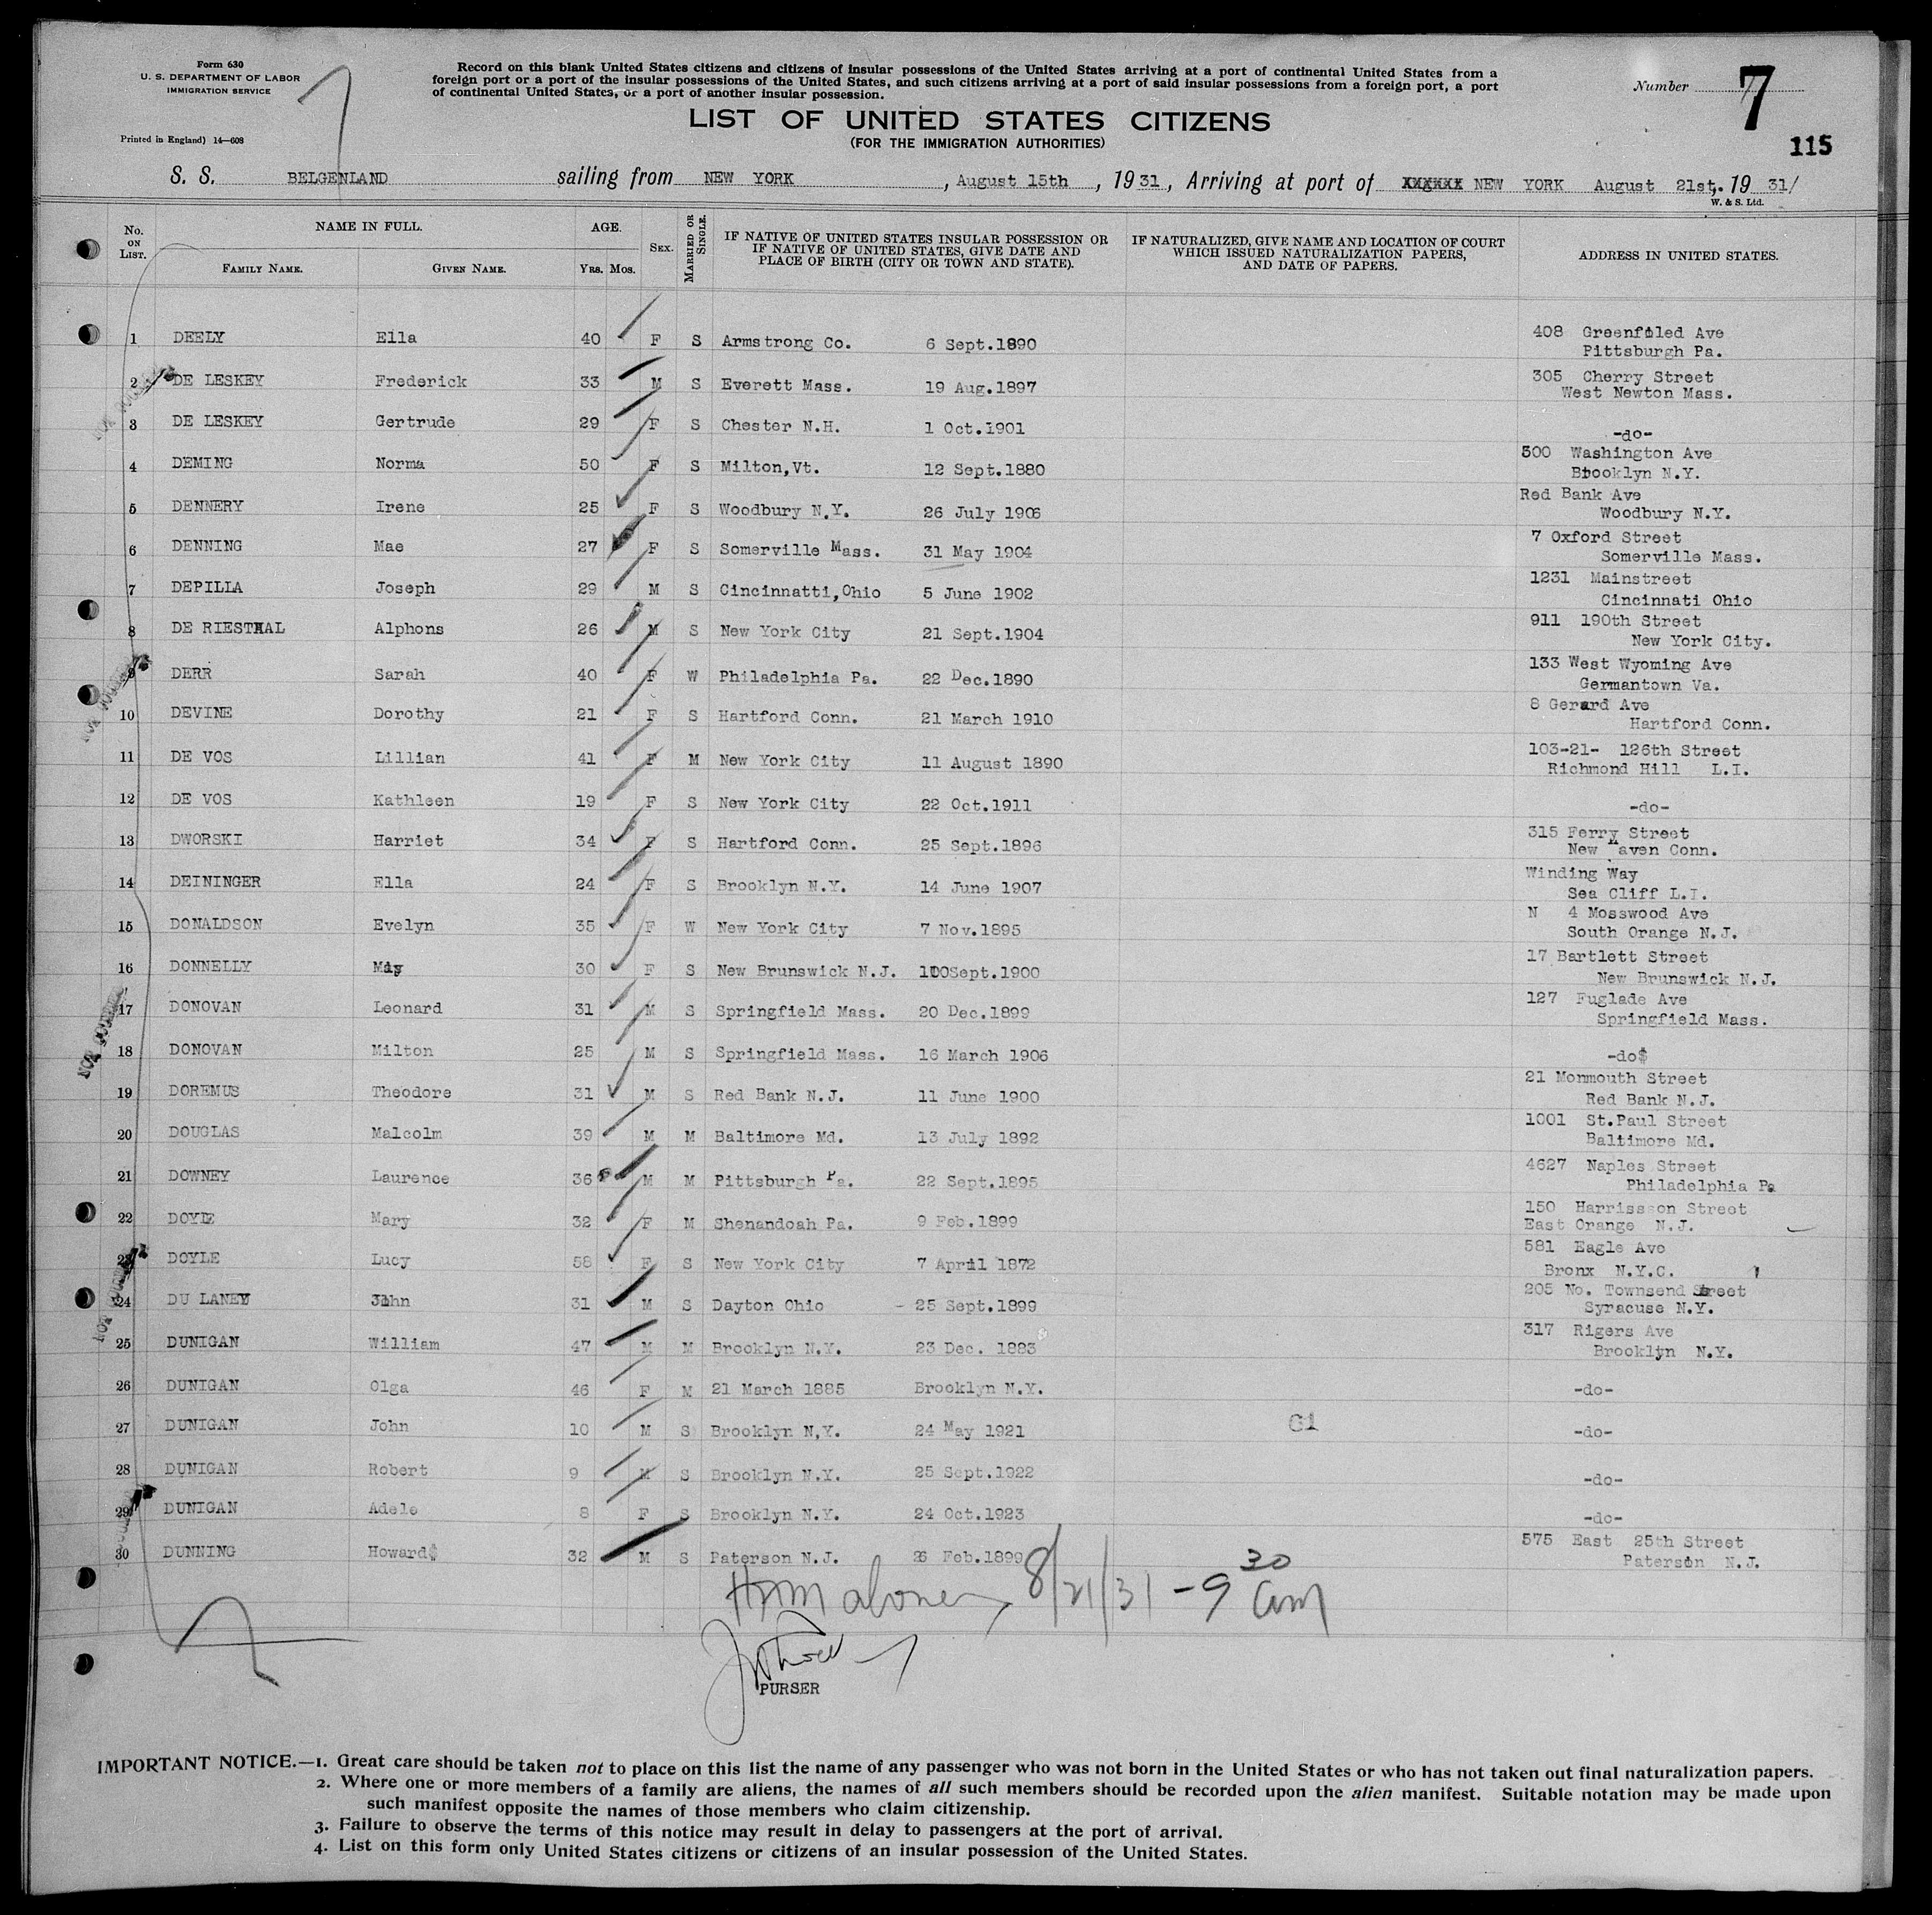 Form 630
U. S. DEPARTMENT OF LABOR
IMMIGRATION SERVICE
Printed in England) 14—608
Record on this blank United States citizens and citizens of insular possessions of the United States arriving at a port of continental United States from a
foreign port or a port of the insular possessions of the United States, and such citizens arriving at a port of said insular possessions from a foreign port, a port
of continental United States, or a port of another insular possession.
Number 7
115
LIST OF UNITED STATES CITIZENS
(FOR THE IMMIGRATION AUTHORITIES)
S. S. BELGENLAND sailing from NEW YORK, August 15th, 1931, Arriving at port of NEW YORK August 21st, 19 31/
W. & S. Ltd.
No. ON LIST. NAME IN FULL. FAMILY NAME. GIVEN NAME. AGE. YRS. MOS. SEX. MARRIED OR SINGLE. IF NATIVE OF UNITED STATES INSULAR POSSESSION OR IF NATIVE OF UNITED STATES, GIVE DATE AND PLACE OF BIRTH (CITY OR TOWN AND STATE). IF NATURALIZED, GIVE NAME AND LOCATION OF COURT WHICH ISSUED NATURALIZATION PAPERS, AND DATE OF PAPERS. ADDRESS IN UNITED STATES.
1 DEELY Ella 40 F S Armstrong Co. 6 Sept.1890 408 Greenfiled Ave
Pittsburgh Pa.
2 DE LESKEY Frederick 33 M S Everett Mass. 19 Aug.1897 305 Cherry Street
West Newton Mass.
3 DE LESKEY Gertrude 29 F S Chester N.H. 1 Oct.1901 -do-
4 DEMING Norma 50 F S Milton,Vt. 12 Sept.1880 500 Washington Ave
Brooklyn N.Y.
5 DENNERY Irene 25 F S Woodbury N.Y. 26 July 1906 Red Bank Ave
Woodbury N.Y.
6 DENNING Mae 27 F S Somerville Mass. 31 May 1904 7 Oxford Street
Somerville Mass.
7 DEPILLA Joseph 29 M S Cincinnatti,Ohio 5 June 1902 1231 Mainstreet
Cincinnati Ohio
8 DE RIESTHAL Alphons 26 M S New York City 21 Sept.1904 911 190th Street
New York City.
9 DERR Sarah 40 F W Philadelphia Pa. 22 Dec.1890 133 West Wyoming Ave
Germantown Va.
10 DEVINE Dorothy 21 F S Hartford Conn. 21 March 1910 8 Gerard Ave
Hartford Conn.
11 DE VOS Lillian 41 F M New York City 11 August 1890 103-21- 126th Street
Richmond Hill L.I.
12 DE VOS Kathleen 19 F S New York City 22 Oct.1911 -do-
13 DWORSKI Harriet 34 F S Hartford Conn. 25 Sept.1896 315 Ferry Street
New Haven Conn.
14 DEININGER Ella 24 F S Brooklyn N.Y. 14 June 1907 Winding Way
Sea Cliff L.I.
15 DONALDSON Evelyn 35 F W New York City 7 Nov.1895 N 4 Mosswood Ave
South Orange N.J.
16 DONNELLY May 30 F S New Brunswick N.J. 10 Sept.1900 17 Bartlett Street
New Brunswick N.J.
17 DONOVAN Leonard 31 M S Springfield Mass. 20 Dec.1899 127 Fuglade Ave
Springfield Mass.
18 DONOVAN Milton 25 M S Springfield Mass. 16 March 1906 -do$
19 DOREMUS Theodore 31 M S Red Bank N.J. 11 June 1900 21 Monmouth Street
Red Bank N.J.
20 DOUGLAS Malcolm 39 M M Baltimore Md. 13 July 1892 1001 St.Paul Street
Baltimore Md.
21 DOWNEY Laurence 36 M M Pittsburgh Pa. 22 Sept.1895 4627 Naples Street
Philadelphia Pa
22 DOYLE Mary 32 F M Shenandoah Pa. 9 Feb.1899 150 Harrisson Street
East Orange N.J.
23 DOYLE Lucy 58 F S New York City 7 April 1872 581 Eagle Ave
Bronx N.Y.C.
24 DU LANEY John 31 M S Dayton Ohio - 25 Sept.1899 205 No. Townsend Street
Syracuse N.Y.
25 DUNIGAN William 47 M M Brooklyn N.Y. 23 Dec. 1883 317 Rigers Ave
Brooklyn N.Y.
26 DUNIGAN Olga 46 F M 21 March 1885 Brooklyn N.Y. -do-
27 DUNIGAN John 10 M S Brooklyn N,Y. 24 May 1921 C1 -do-
28 DUNIGAN Robert 9 M S Brooklyn N.Y. 25 Sept.1922 -do-
29 DUNIGAN Adele 8 F S Brooklyn N.Y. 24 Oct.1923 -do-
30 DUNNING Howard$ 32 M S Paterson N.J. 26 Feb.1899 575 East 25th Street
Paterson N.J.
8/21/31 - 9 30 am
PURSER
IMPORTANT NOTICE.—1. Great care should be taken not to place on this list the name of any passenger who was not born in the United States or who has not taken out final naturalization papers.
2. Where one or more members of a family are aliens, the names of all such members should be recorded upon the alien manifest. Suitable notation may be made upon
such manifest opposite the names of those members who claim citizenship.
3. Failure to observe the terms of this notice may result in delay to passengers at the port of arrival.
4. List on this form only United States citizens or citizens of an insular possession of the United States.